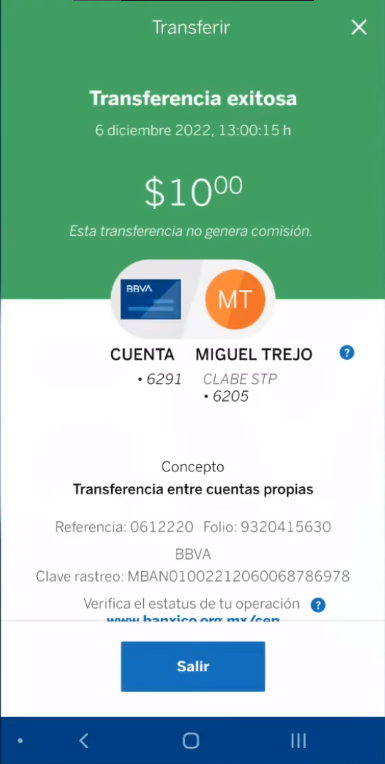 Transferir
Transferencia exitosa
6 diciembre 2022, 13:00:15 h
$10⁰⁰
Esta transferencia no genera comisión.
BBVA
MT
CUENTA
• 6291
MIGUEL TREJO
CLABE STP
• 6205
?
Concepto
Transferencia entre cuentas propias
Referencia: 0612220 Folio: 9320415630
BBVA
Clave rastreo: MBAN01002212060068786978
Verifica el estatus de tu operación ?
www.banxico.org.mx/cep
Salir